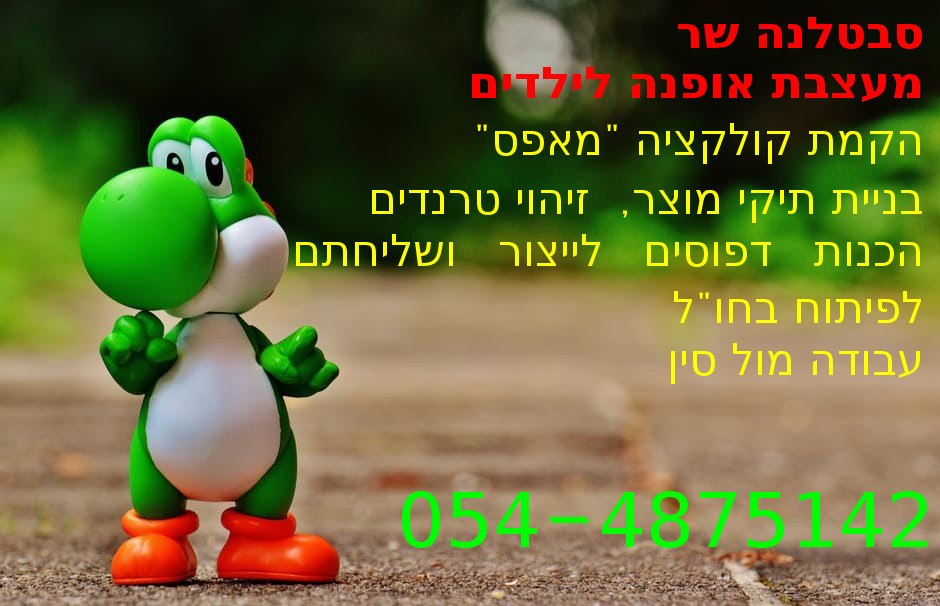 סבטלנה שר
מעצבת אופנה לילדים
הקמת קולקציה "מאפס"
בניית תיקי מוצר,  זיהוי טרנדים
הכנות דפוסים לייצור ושליחתם
לפיתוח בחו"ל
עבודה מול סין
054-4875142